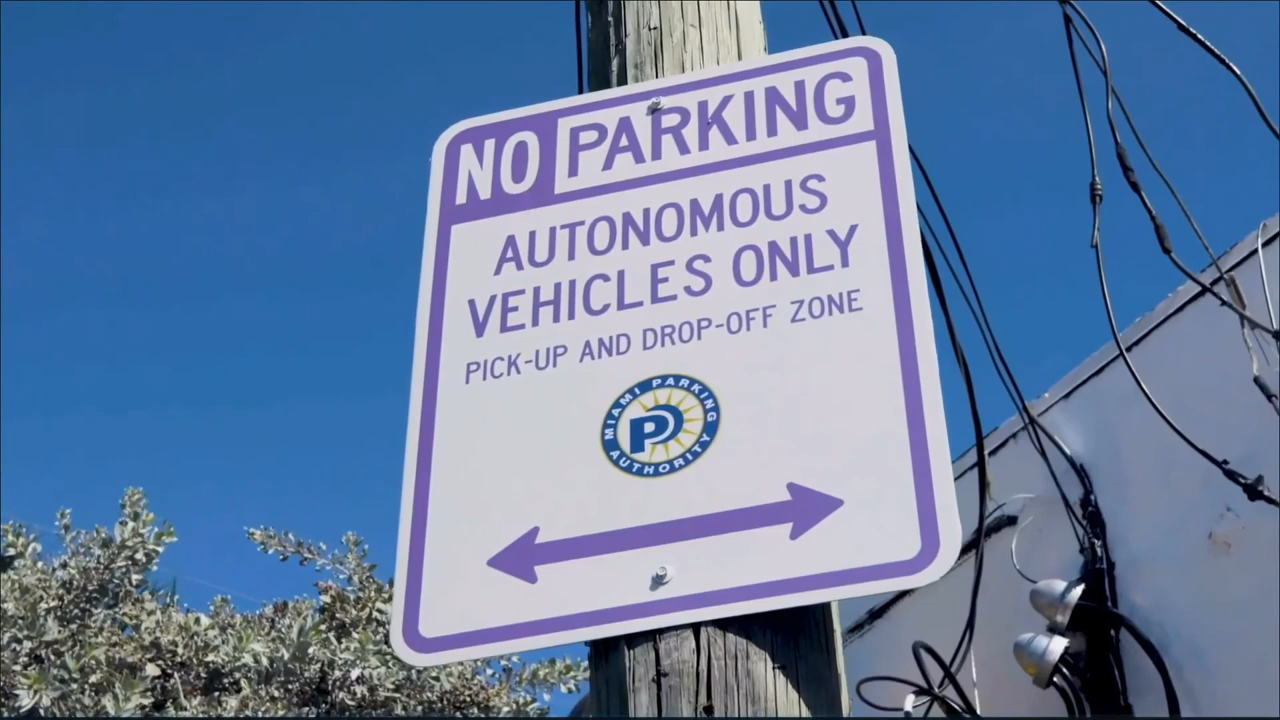 NO PARKING
AUTONOMOUS
VEHICLES ONLY
PICK-UP AND DROP-OFF ZONE
MIAMI PARKING
P
AUTHORITY